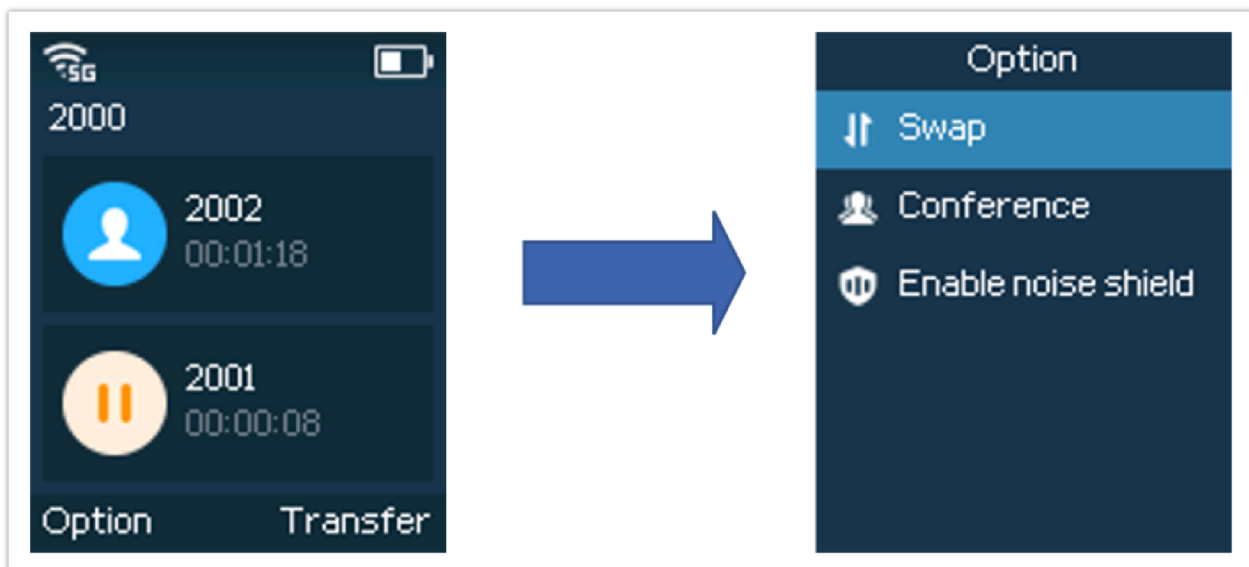 5G
2000
2002
00:01:18
2001
00:00:08
Option
Transfer
Option
Swap
Conference
Enable noise shield